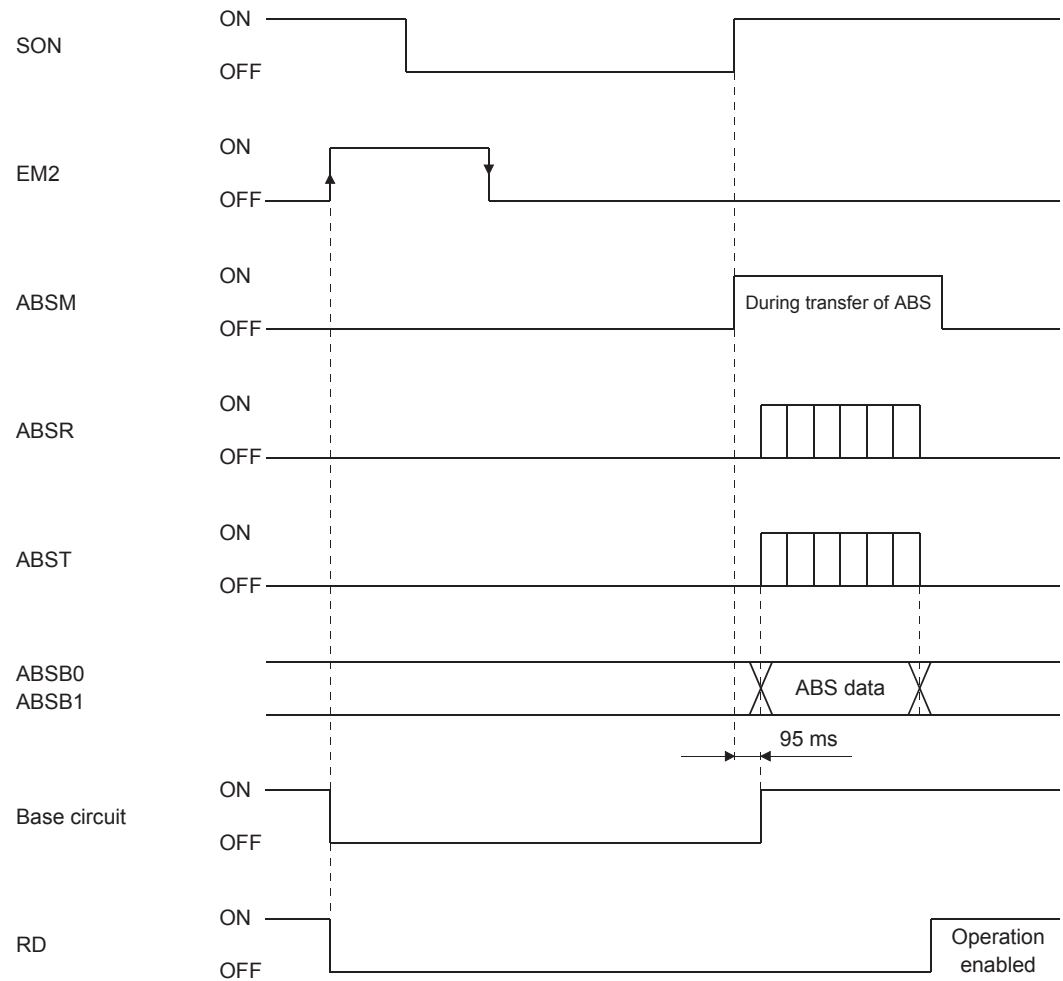 ON
SON
OFF
ON
EM2
OFF
ON
ABSM
During transfer of ABS
OFF
ON
ABSR
OFF
ON
ABST
OFF
ABSB0
ABSB1
ABS data
95 ms
ON
Base circuit
OFF
ON
RD
Operation
enabled
OFF